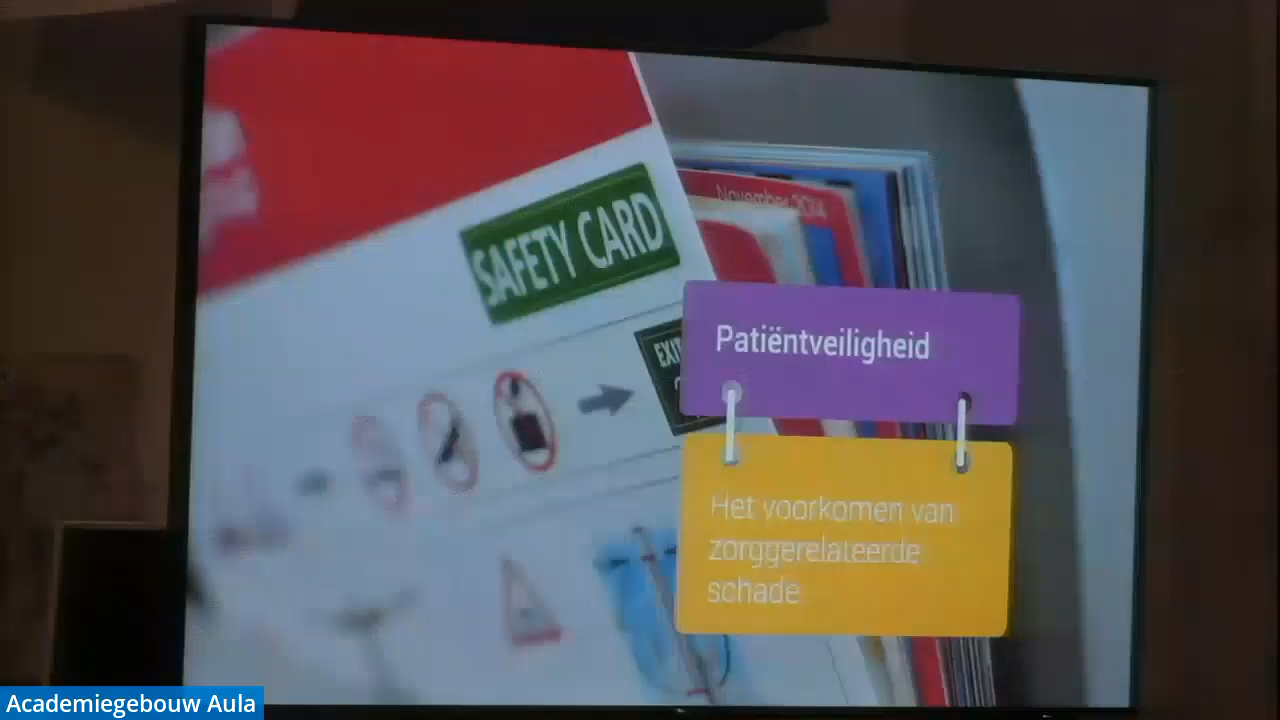 SAFETY CARD
November 2014
EXIT
Patiëntveiligheid
Het voorkomen van
zorggerelateerde
schade
Academiegebouw Aula